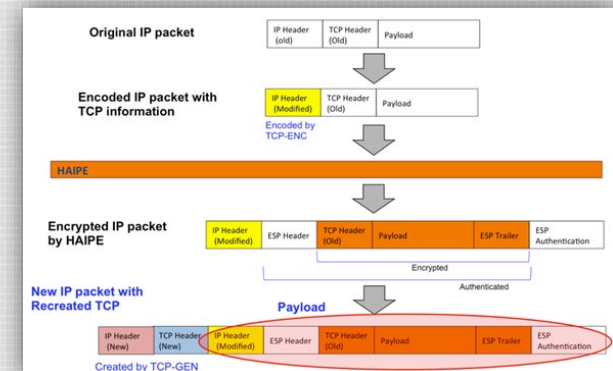 Original IP packet
IP Header
(old)
TCP Header
(Old)
Payload
Encoded IP packet with
TCP information
IP Header
(Modified)
TCP Header
(Old)
Payload
Encoded by
TCP-ENC
HAIPE
Encrypted IP packet
by HAIPE
IP Header
(Modified)
ESP Header
TCP Header
(Old)
Payload
ESP Trailer
ESP
Authentication
Encrypted
Authenticated
New IP packet with
Recreated TCP
Payload
IP Header
(New)
TCP Header
(New)
IP Header
(Modified)
ESP Header
TCP Header
(Old)
Payload
ESP Trailer
ESP
Authentication
Created by TCP-GEN